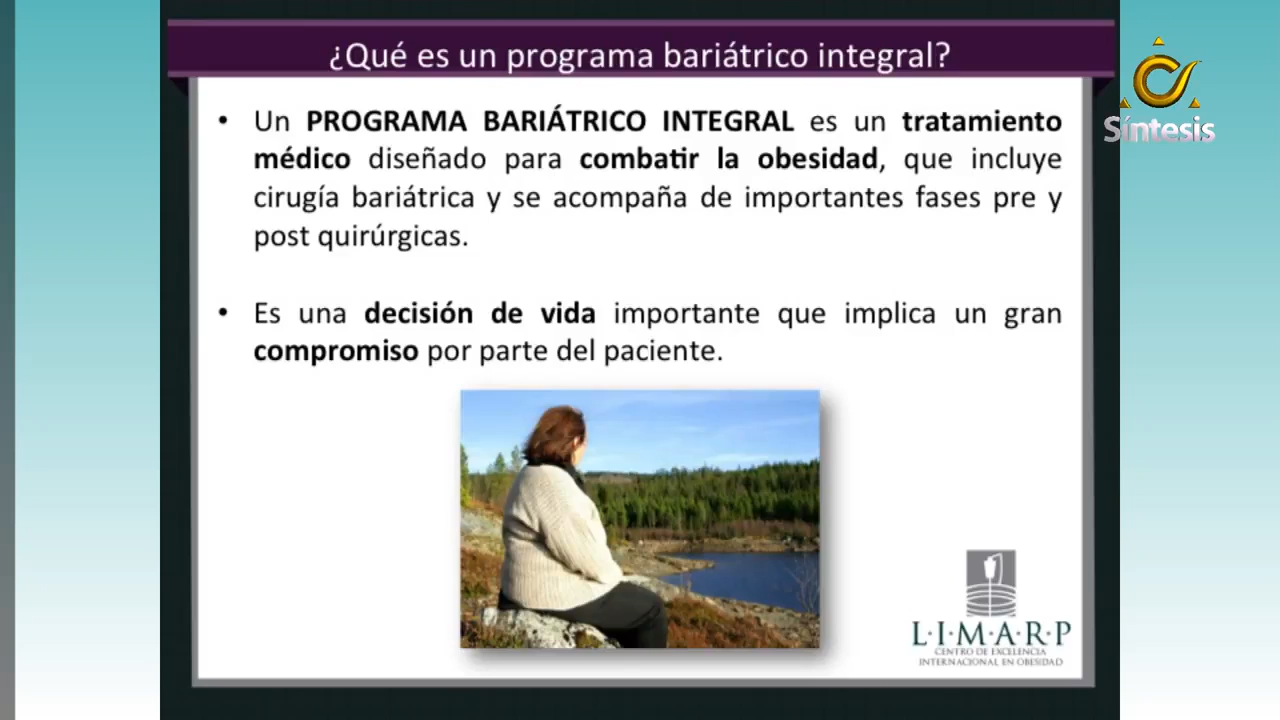 ¿Qué es un programa bariátrico integral?
• Un PROGRAMA BARIÁTRICO INTEGRAL es un tratamiento
médico diseñado para combatir la obesidad, que incluye
cirugía bariátrica y se acompaña de importantes fases pre y
post quirúrgicas.
• Es una decisión de vida importante que implica un gran
compromiso por parte del paciente.
Síntesis
L·I·M·A·R·P
CENTRO DE EXCELENCIA
INTERNACIONAL EN OBESIDAD